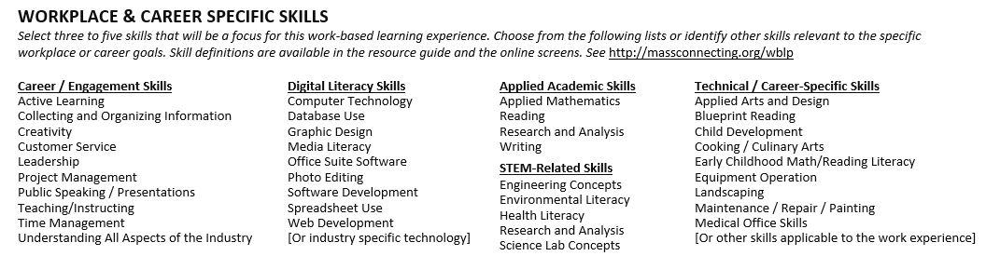 WORKPLACE & CAREER SPECIFIC SKILLS
Select three to five skills that will be a focus for this work-based learning experience. Choose from the following lists or identify other skills relevant to the specific
workplace or career goals. Skill definitions are available in the resource guide and the online screens. See http://massconnecting.org/wblp
Career / Engagement Skills
Active Learning
Collecting and Organizing Information
Creativity
Customer Service
Leadership
Project Management
Public Speaking / Presentations
Teaching/Instructing
Time Management
Understanding All Aspects of the Industry
Digital Literacy Skills
Computer Technology
Database Use
Graphic Design
Media Literacy
Office Suite Software
Photo Editing
Software Development
Spreadsheet Use
Web Development
[Or industry specific technology]
Applied Academic Skills
Applied Mathematics
Reading
Research and Analysis
Writing
STEM-Related Skills
Engineering Concepts
Environmental Literacy
Health Literacy
Research and Analysis
Science Lab Concepts
Technical / Career-Specific Skills
Applied Arts and Design
Blueprint Reading
Child Development
Cooking / Culinary Arts
Early Childhood Math/Reading Literacy
Equipment Operation
Landscaping
Maintenance / Repair / Painting
Medical Office Skills
[Or other skills applicable to the work experience]